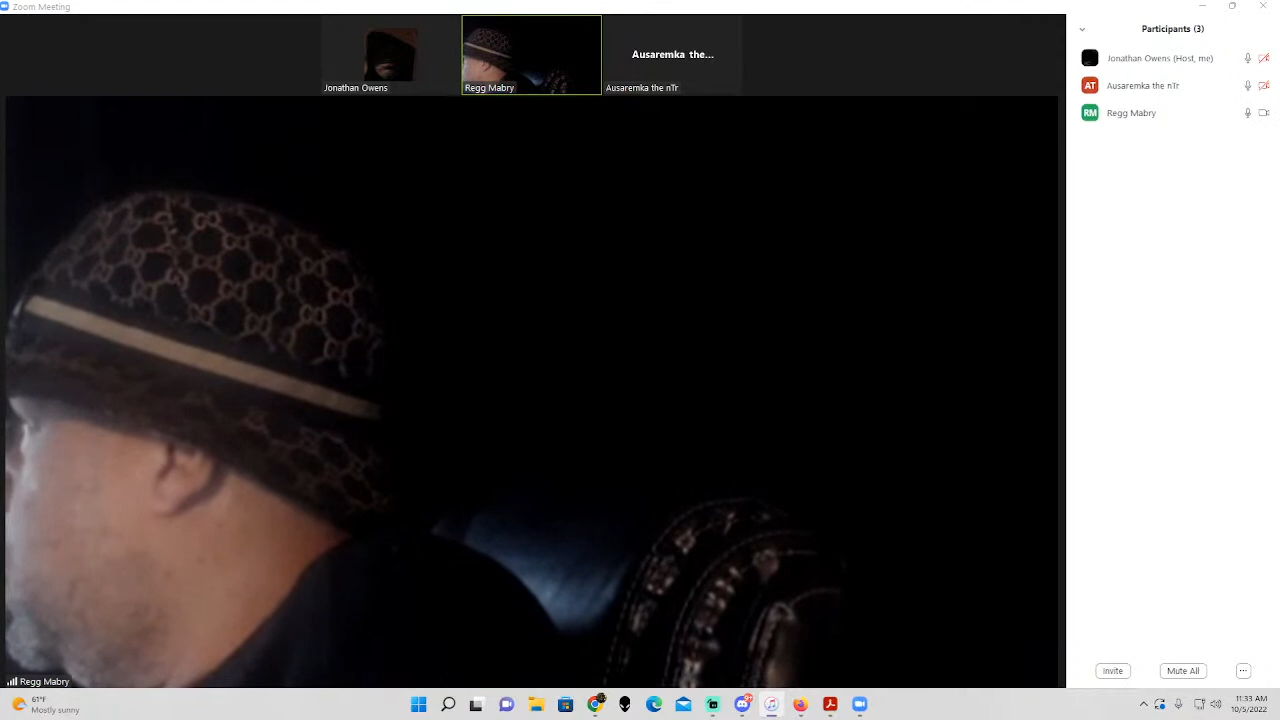 Zoom Meeting
Jonathan Owens
Regg Mabry
Ausaremka the...
Ausaremka the nTr
Participants (3)
Jonathan Owens (Host, me)
AT Ausaremka the nTr
RM Regg Mabry
Regg Mabry
Invite
Mute All
61°F
Mostly sunny
11:33 AM
10/5/2022